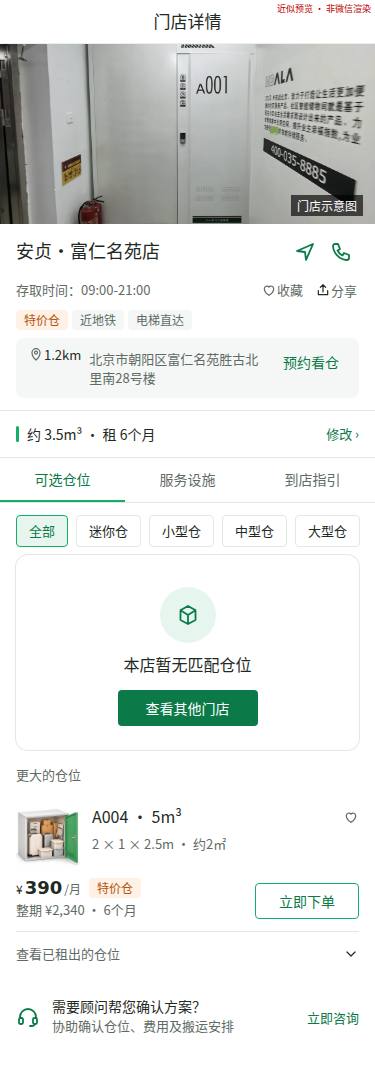 近似预览 · 非微信渲染
门店详情
A001
ALA
400-035-8885
门店示意图
安贞·富仁名苑店
存取时间：09:00-21:00
收藏
分享
特价仓
近地铁
电梯直达
1.2km
北京市朝阳区富仁名苑胜古北
里南28号楼
预约看仓
约 3.5m³ · 租 6个月
修改 ›
可选仓位
服务设施
到店指引
全部
迷你仓
小型仓
中型仓
大型仓
本店暂无匹配仓位
查看其他门店
更大的仓位
A004 · 5m³
2 × 1 × 2.5m · 约2㎡
¥390/月
特价仓
整期 ¥2,340 · 6个月
立即下单
查看已租出的仓位
需要顾问帮您确认方案？
协助确认仓位、费用及搬运安排
立即咨询